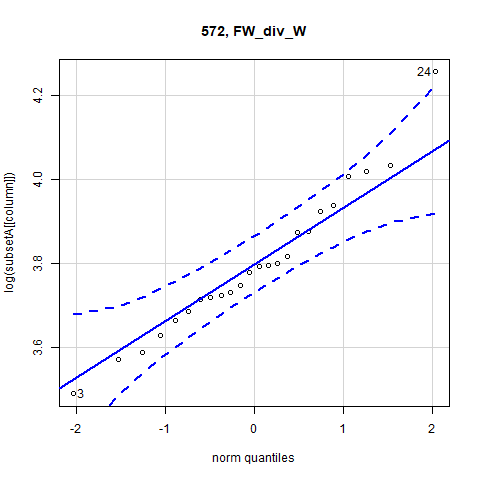 572, FW_div_W
log(subsetA[[column]])
4.2
4.0
3.8
3.6
24
3
-2 -1 0 1 2
norm quantiles